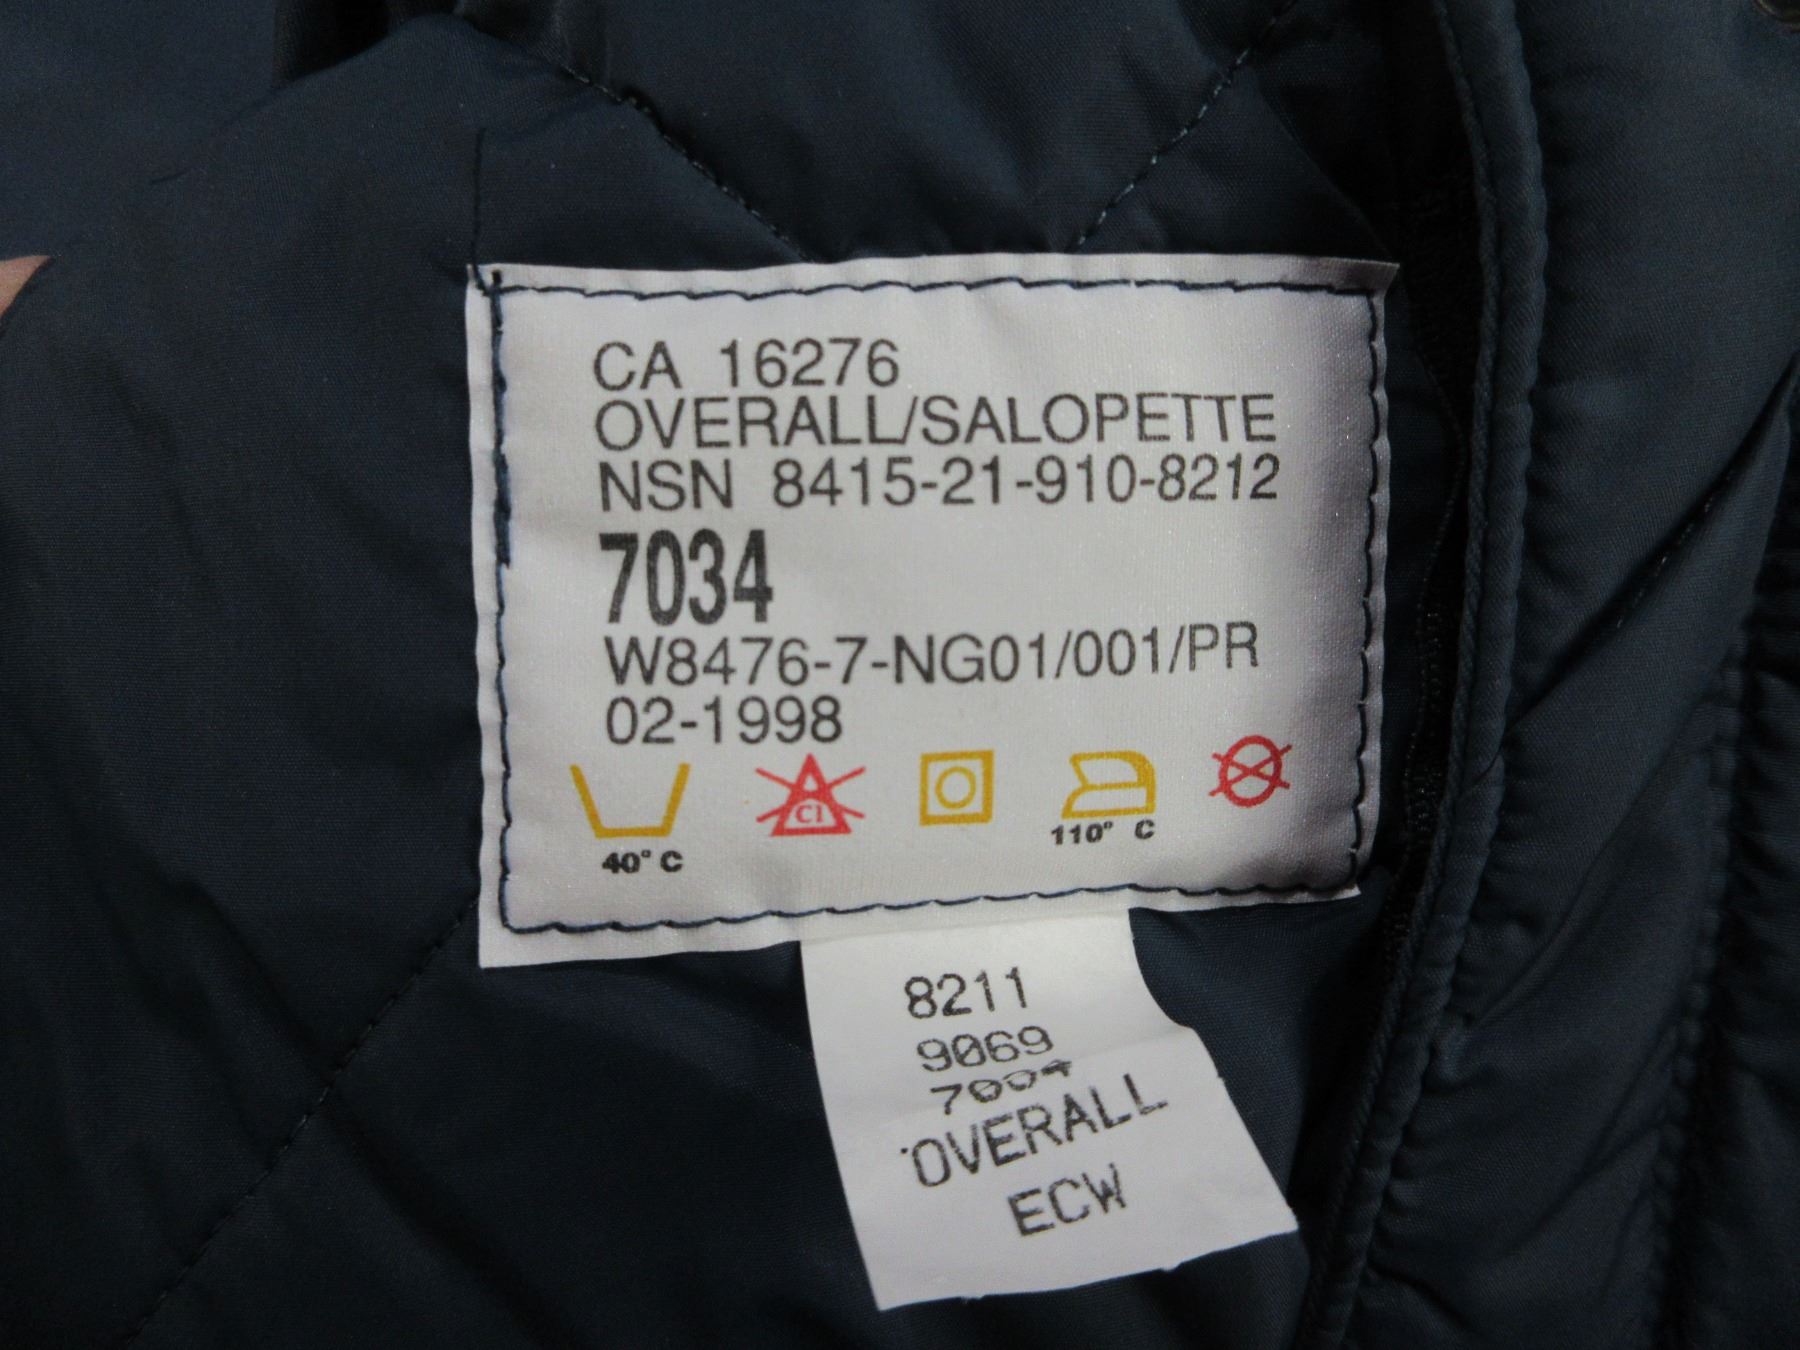 CA 16276
OVERALL/SALOPETTE
NSN 8415-21-910-8212
7034
W8476-7-NG01/001/PR
02-1998
Cl
40° C
110° C
8211
9069
OVERALL
ECW